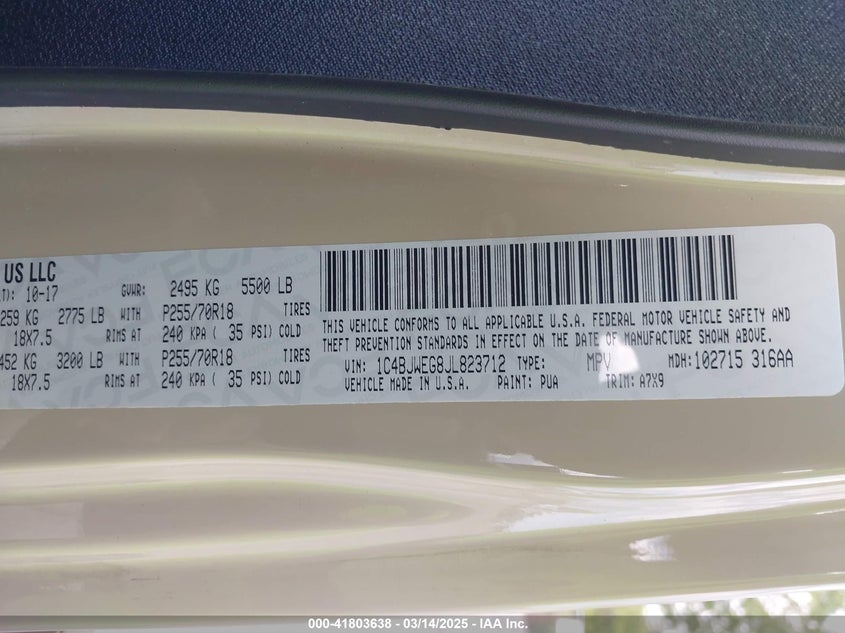 US LLC
T): 10-17 GVWR: 2495 KG 5500 LB
259 KG 2775 LB WITH P255/70R18 TIRES
18X7.5 RIMS AT 240 KPA ( 35 PSI) COLD
452 KG 3200 LB WITH P255/70R18 TIRES
18X7.5 RIMS AT 240 KPA ( 35 PSI) COLD
THIS VEHICLE CONFORMS TO ALL APPLICABLE U.S.A. FEDERAL MOTOR VEHICLE SAFETY AND
THEFT PREVENTION STANDARDS IN EFFECT ON THE DATE OF MANUFACTURE SHOWN ABOVE.
VIN: 1C4BJWEG8JL823712 TYPE: MPV MDH:102715 316AA
VEHICLE MADE IN U.S.A. PAINT: PUA TRIM: A7X9
000-41803638 - 03/14/2025 - IAA Inc.